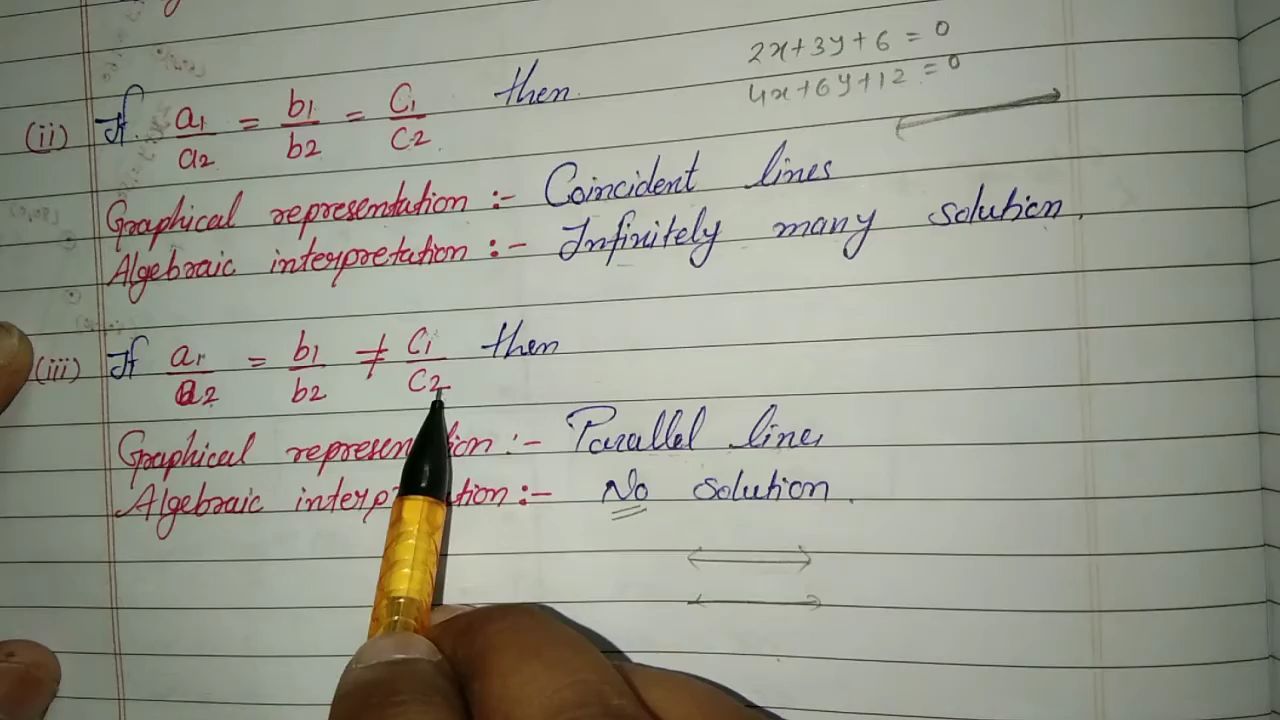 2x+3y+6 = 0
4x+6y+12 = 0
(ii) If a1/a2 = b1/b2 = C1/C2 then
Graphical representation :- Coincident lines
Algebraic interpretation :- Infinitely many solution.
(iii) If a1/a2 = b1/b2 ≠ C1/C2 then
Graphical representation :- Parallel lines
Algebraic interpretation :- No solution.